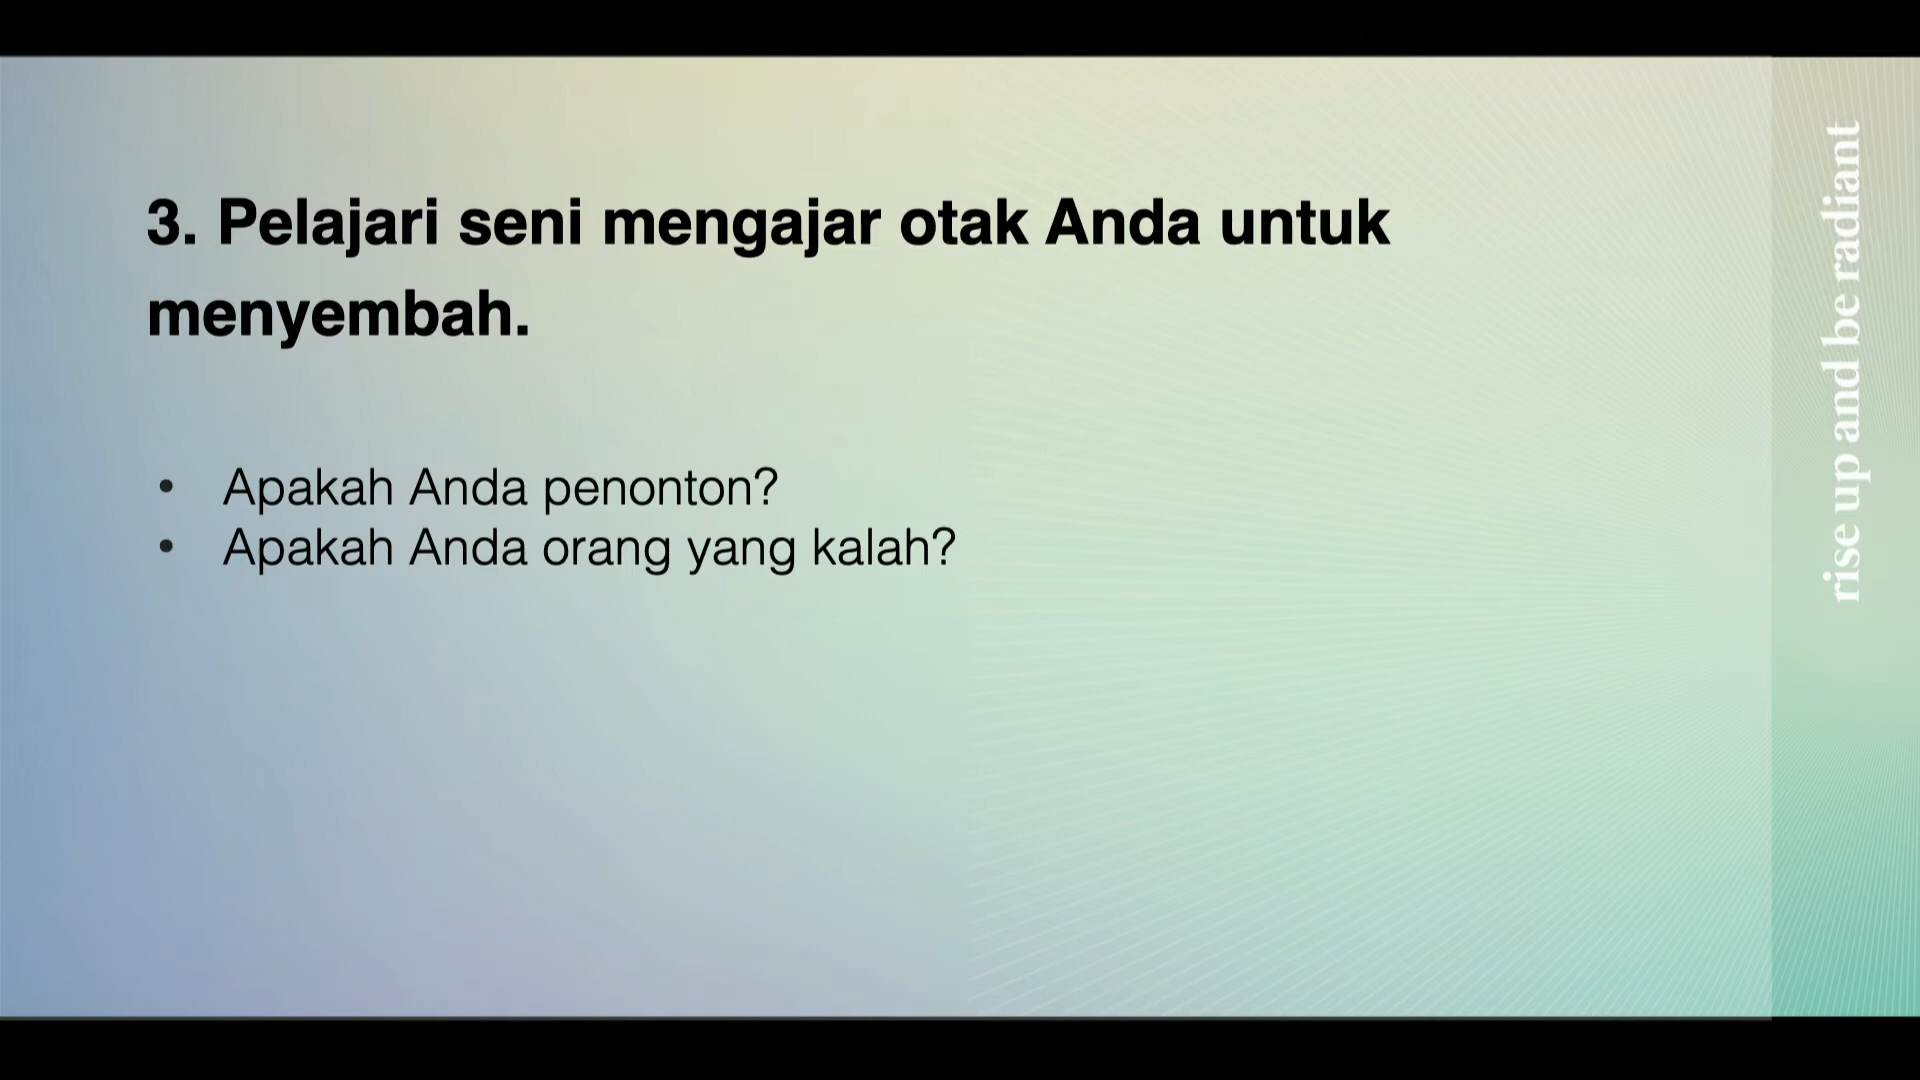 3. Pelajari seni mengajar otak Anda untuk
menyembah.
• Apakah Anda penonton?
• Apakah Anda orang yang kalah?
rise up and be radiant